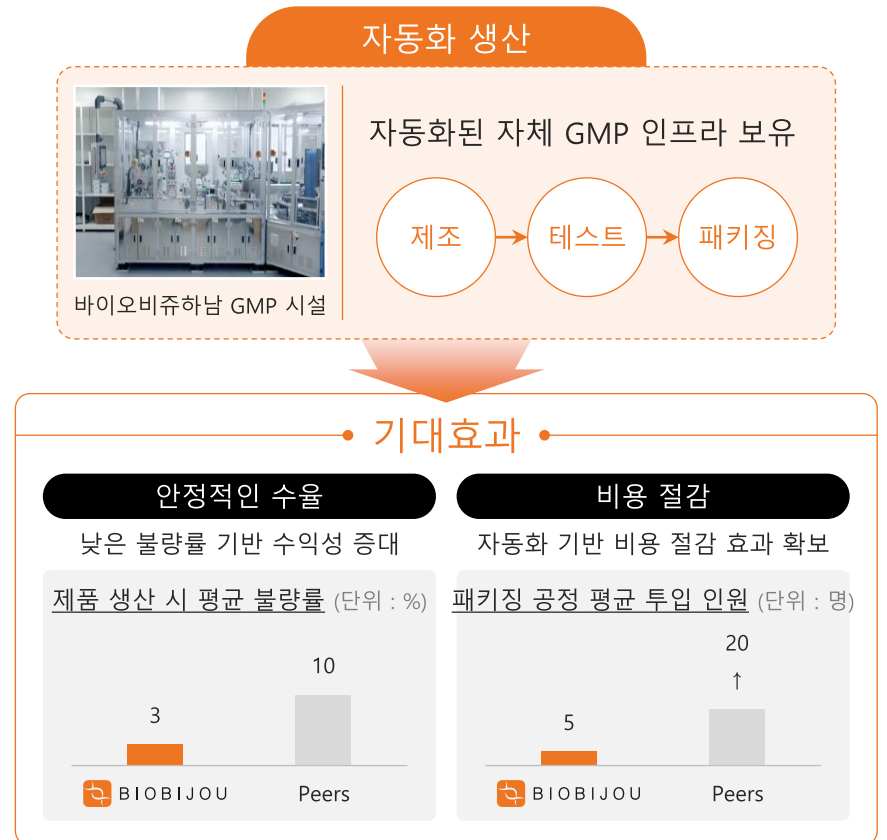 자동화 생산
자동화된 자체 GMP 인프라 보유
제조
테스트
패키징
바이오비쥬하남 GMP 시설
기대효과
안정적인 수율
낮은 불량률 기반 수익성 증대
제품 생산 시 평균 불량률 (단위 : %)
3
10
BIOBIJOU
Peers
비용 절감
자동화 기반 비용 절감 효과 확보
패키징 공정 평균 투입 인원 (단위 : 명)
5
20
↑
BIOBIJOU
Peers